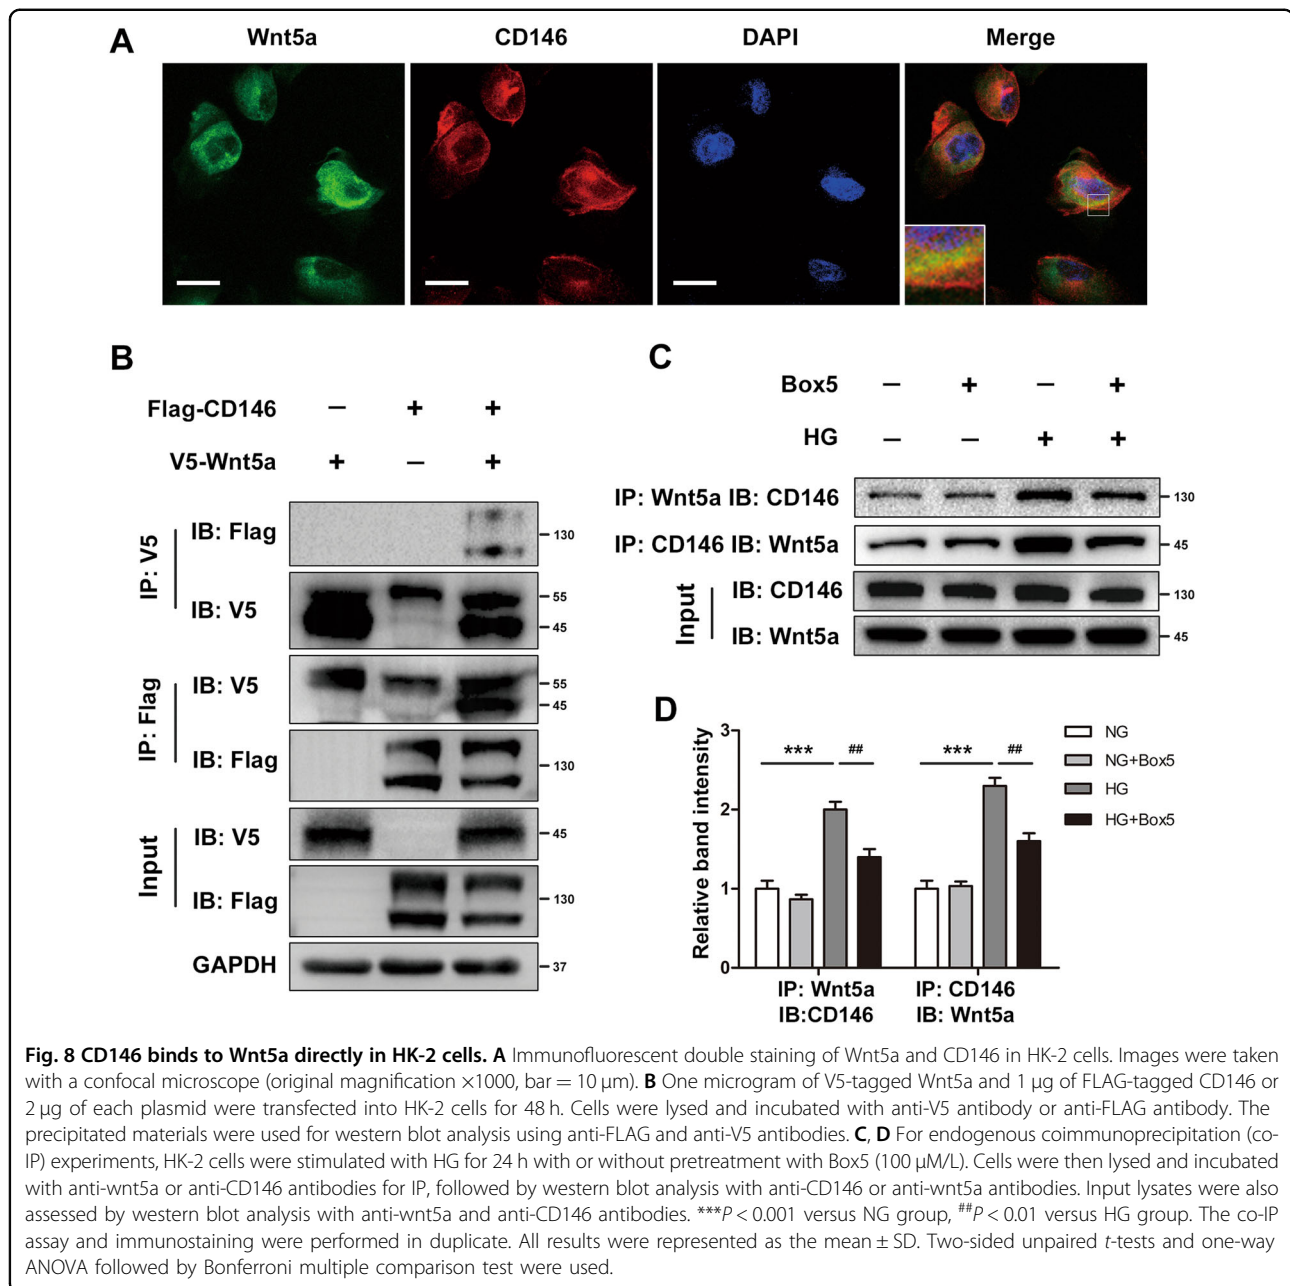 A
Wnt5a CD146 DAPI Merge
B
Flag-CD146 – + +
V5-Wnt5a + – +
IP: V5
IB: Flag 130
IB: V5 55
45
IP: Flag
IB: V5 55
45
IB: Flag 130
Input
IB: V5 45
IB: Flag 130
GAPDH 37
C
Box5 – + – +
HG – – + +
IP: Wnt5a IB: CD146 130
IP: CD146 IB: Wnt5a 45
Input
IB: CD146 130
IB: Wnt5a 45
D
Relative band intensity
3
2
1
0
*** ## *** ##
NG
NG+Box5
HG
HG+Box5
IP: Wnt5a IP: CD146
IB:CD146 IB: Wnt5a
Fig. 8 CD146 binds to Wnt5a directly in HK-2 cells. A Immunofluorescent double staining of Wnt5a and CD146 in HK-2 cells. Images were taken
with a confocal microscope (original magnification ×1000, bar = 10 μm). B One microgram of V5-tagged Wnt5a and 1 μg of FLAG-tagged CD146 or
2 μg of each plasmid were transfected into HK-2 cells for 48 h. Cells were lysed and incubated with anti-V5 antibody or anti-FLAG antibody. The
precipitated materials were used for western blot analysis using anti-FLAG and anti-V5 antibodies. C, D For endogenous coimmunoprecipitation (co-
IP) experiments, HK-2 cells were stimulated with HG for 24 h with or without pretreatment with Box5 (100 μM/L). Cells were then lysed and incubated
with anti-wnt5a or anti-CD146 antibodies for IP, followed by western blot analysis with anti-CD146 or anti-wnt5a antibodies. Input lysates were also
assessed by western blot analysis with anti-wnt5a and anti-CD146 antibodies. ***P < 0.001 versus NG group, ##P < 0.01 versus HG group. The co-IP
assay and immunostaining were performed in duplicate. All results were represented as the mean ± SD. Two-sided unpaired t-tests and one-way
ANOVA followed by Bonferroni multiple comparison test were used.